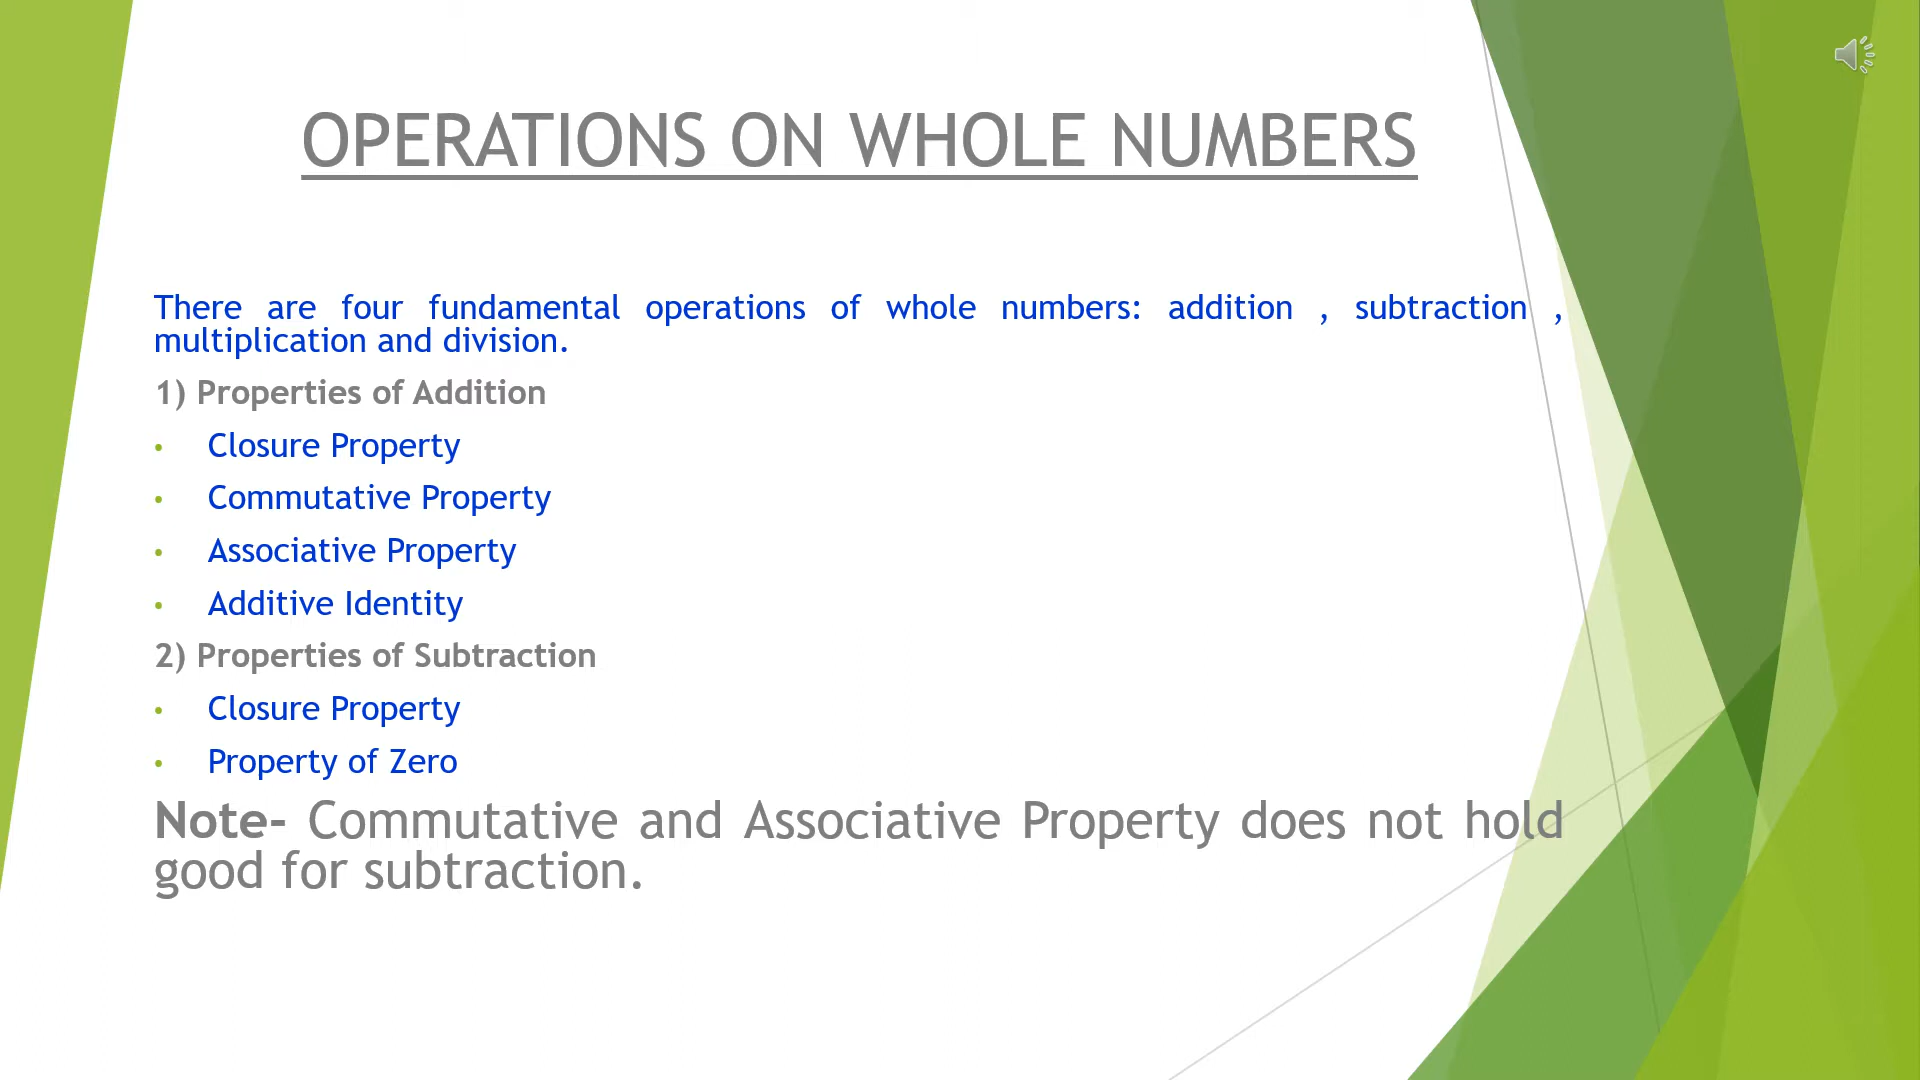 OPERATIONS ON WHOLE NUMBERS
There are four fundamental operations of whole numbers: addition , subtraction ,
multiplication and division.
1) Properties of Addition
• Closure Property
• Commutative Property
• Associative Property
• Additive Identity
2) Properties of Subtraction
• Closure Property
• Property of Zero
Note- Commutative and Associative Property does not hold
good for subtraction.